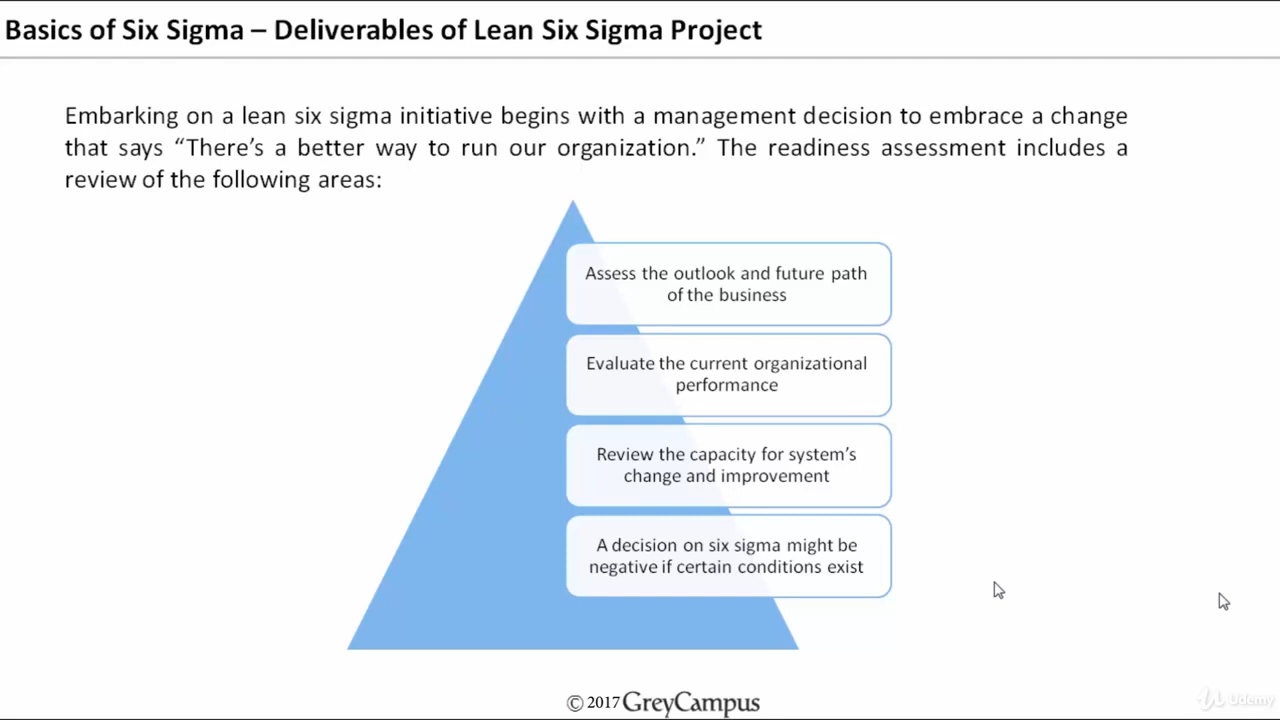 Basics of Six Sigma – Deliverables of Lean Six Sigma Project
Embarking on a lean six sigma initiative begins with a management decision to embrace a change
that says “There’s a better way to run our organization.” The readiness assessment includes a
review of the following areas:
Assess the outlook and future path
of the business
Evaluate the current organizational
performance
Review the capacity for system’s
change and improvement
A decision on six sigma might be
negative if certain conditions exist
© 2017 GreyCampus
Udemy